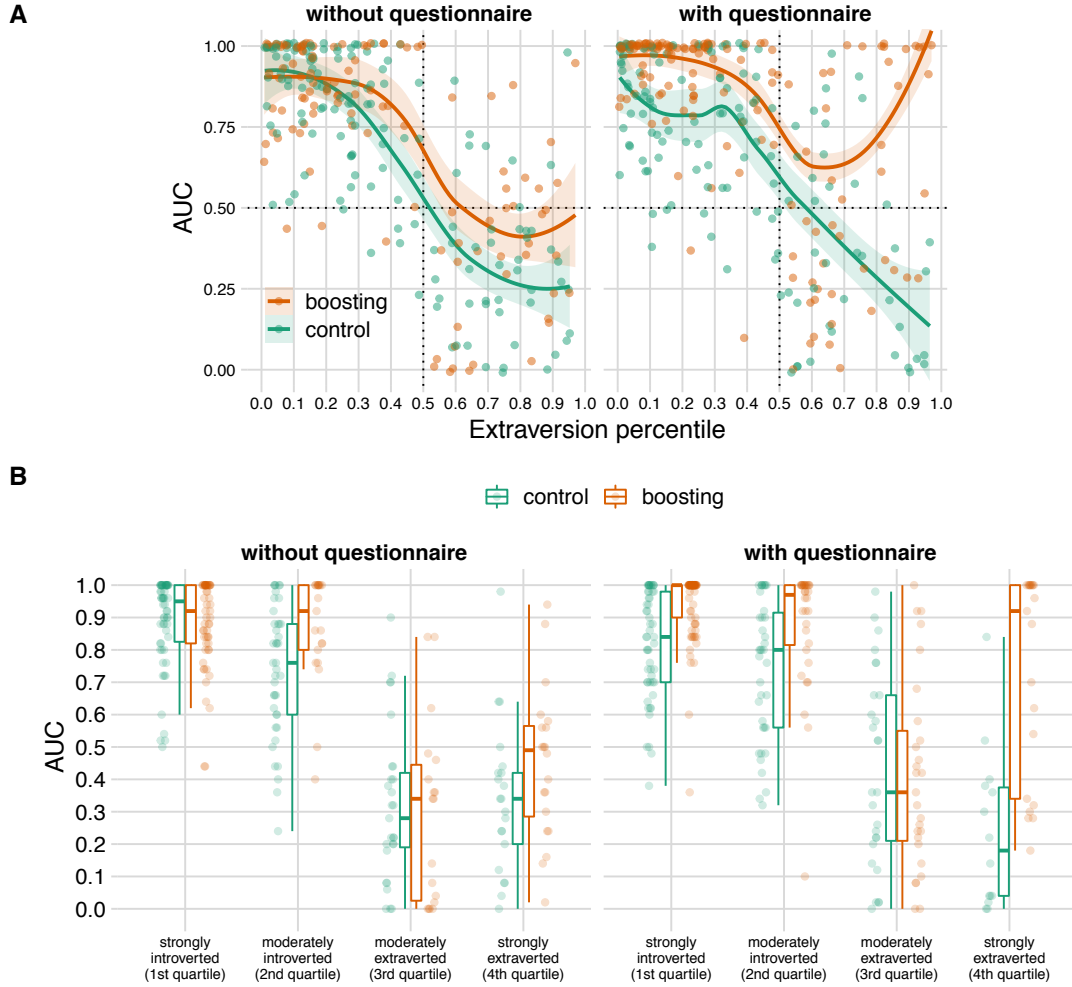 A
without questionnaire
with questionnaire
1.00
0.75
0.50
0.25
0.00
AUC
boosting
control
0.0 0.1 0.2 0.3 0.4 0.5 0.6 0.7 0.8 0.9 1.0
0.0 0.1 0.2 0.3 0.4 0.5 0.6 0.7 0.8 0.9 1.0
Extraversion percentile
B
control boosting
without questionnaire
with questionnaire
1.0
0.9
0.8
0.7
0.6
0.5
0.4
0.3
0.2
0.1
0.0
AUC
strongly
introverted
(1st quartile)
moderately
introverted
(2nd quartile)
moderately
extraverted
(3rd quartile)
strongly
extraverted
(4th quartile)
strongly
introverted
(1st quartile)
moderately
introverted
(2nd quartile)
moderately
extraverted
(3rd quartile)
strongly
extraverted
(4th quartile)